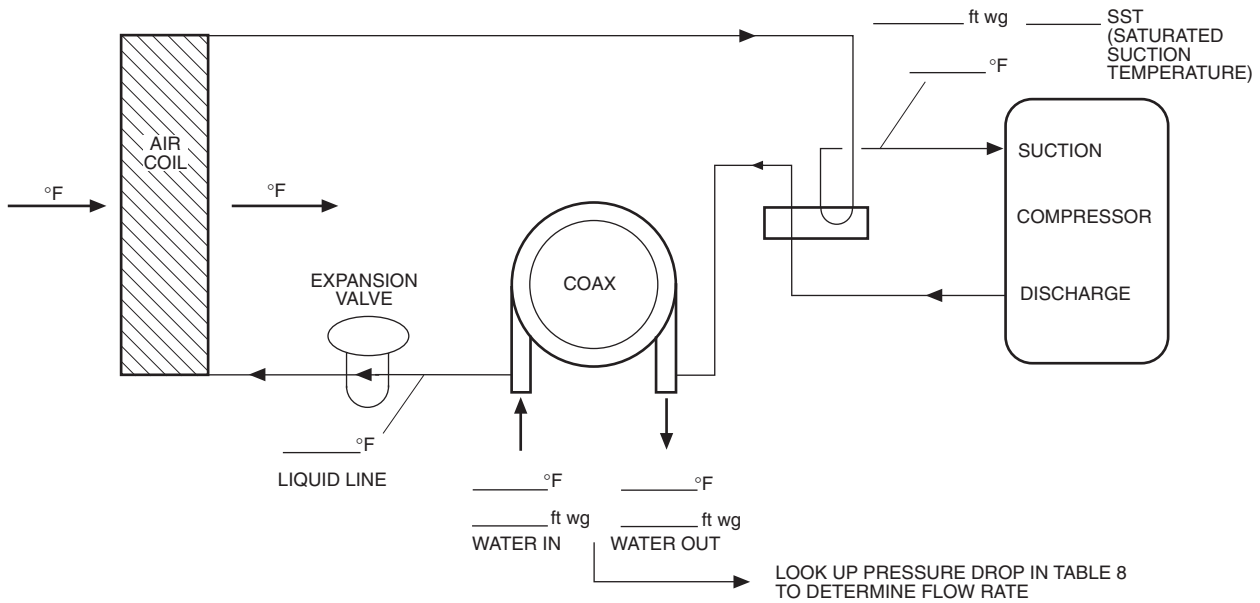 ft wg
SST
(SATURATED
SUCTION
TEMPERATURE)
°F
AIR
COIL
°F
°F
SUCTION
COMPRESSOR
DISCHARGE
EXPANSION
VALVE
COAX
°F
LIQUID LINE
°F
°F
ft wg
ft wg
WATER IN
WATER OUT
LOOK UP PRESSURE DROP IN TABLE 8
TO DETERMINE FLOW RATE